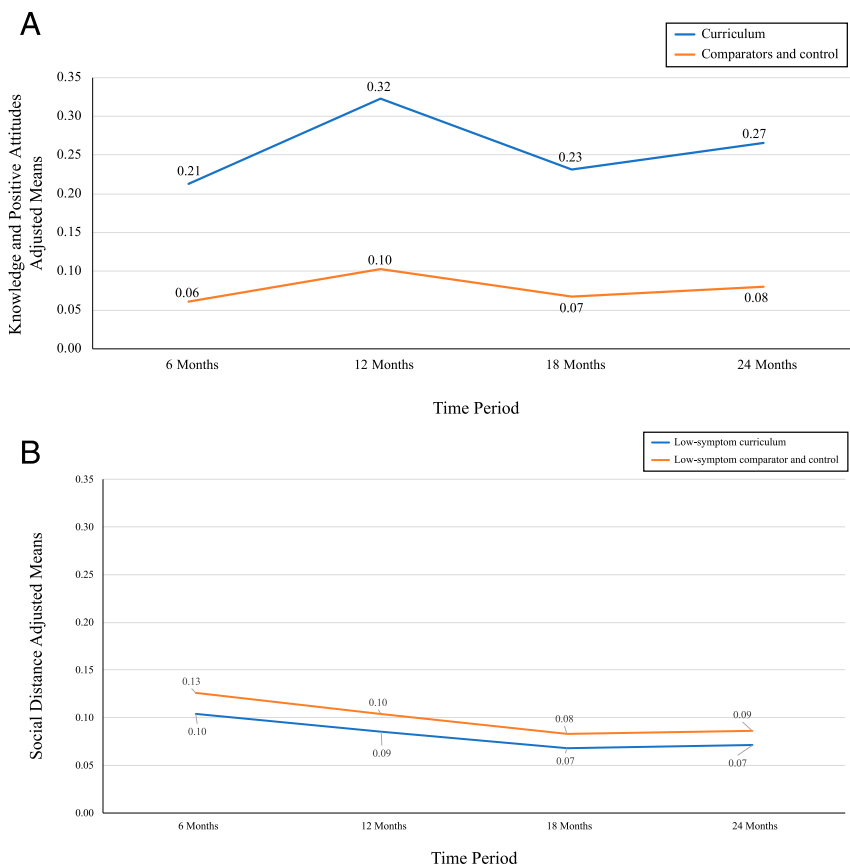 A
Curriculum
Comparators and control
Knowledge and Positive Attitudes
Adjusted Means
0.35
0.30
0.25
0.20
0.15
0.10
0.05
0.00
0.21
0.32
0.23
0.27
0.06
0.10
0.07
0.08
6 Months
12 Months
18 Months
24 Months
Time Period
B
Low-symptom curriculum
Low-symptom comparator and control
Social Distance Adjusted Means
0.35
0.30
0.25
0.20
0.15
0.10
0.05
0.00
0.13
0.10
0.08
0.09
0.10
0.09
0.07
0.07
6 Months
12 Months
18 Months
24 Months
Time Period